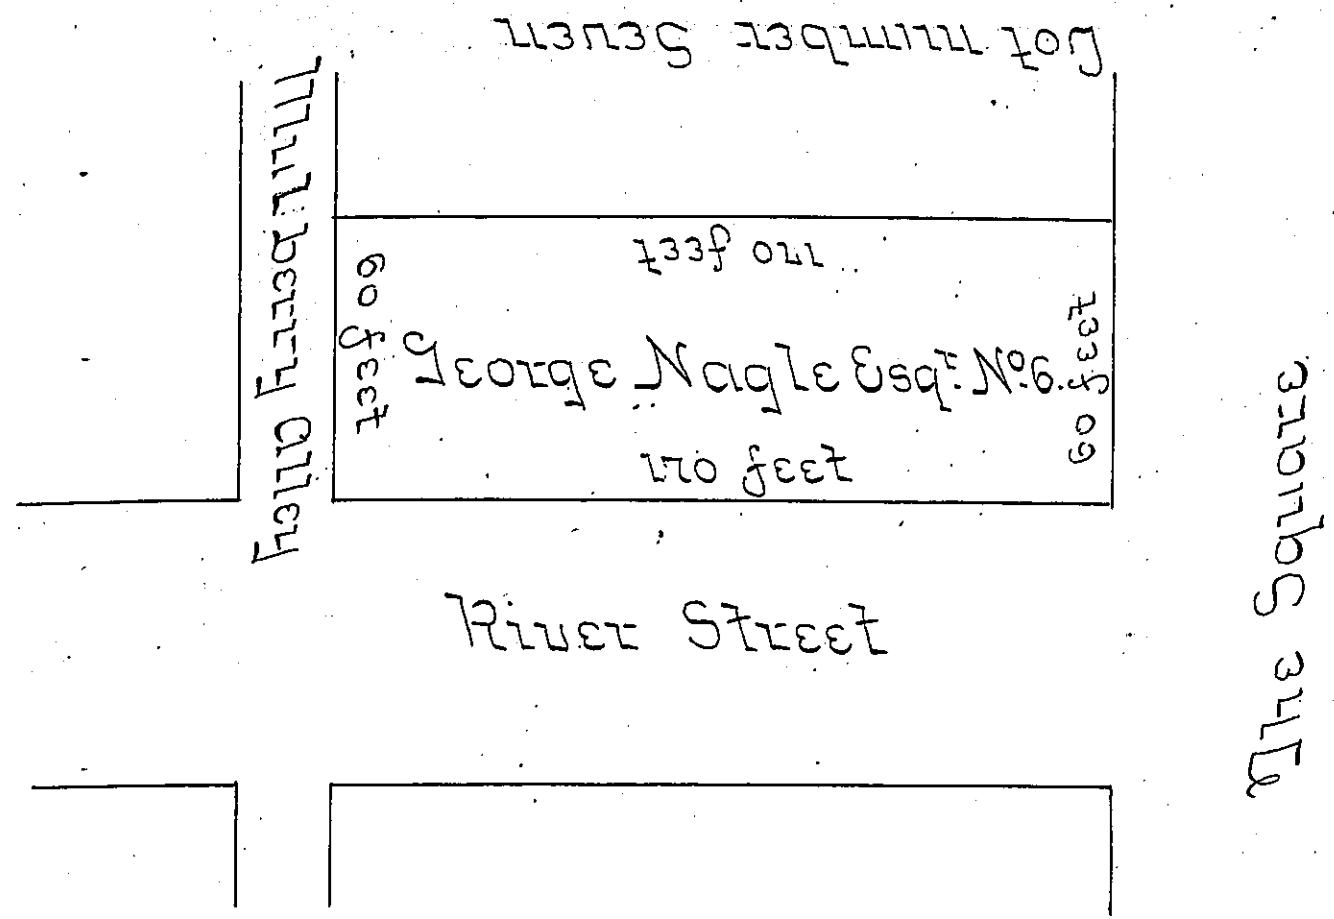 Lot number Seven
Mulberry Alley
110 feet
60 feet
George Nagle Esqr. No. 6.
60 feet
110 feet
River Street
The Square